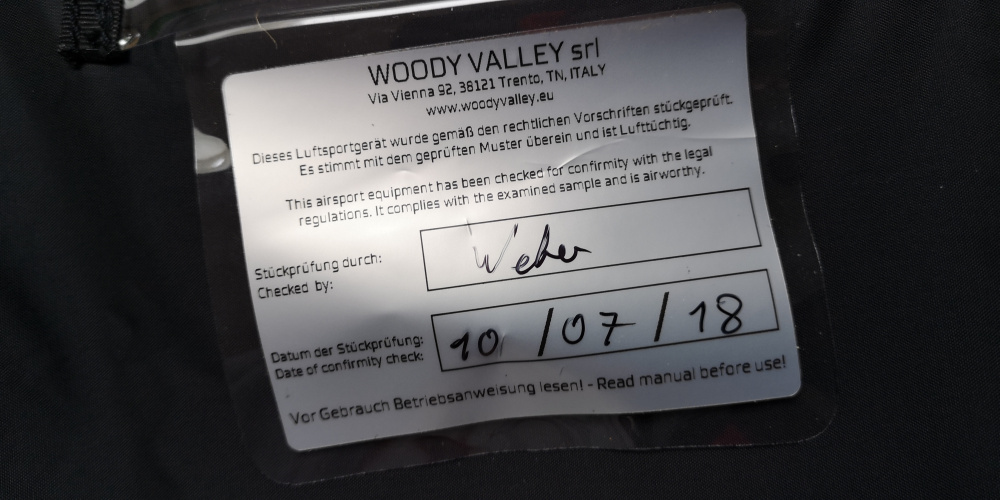 WOODY VALLEY srl
Via Vienna 92, 38121 Trento, TN, ITALY
www.woodyvalley.eu
Dieses Luftsportgerät wurde gemäß den rechtlichen Vorschriften stückgeprüft.
Es stimmt mit dem geprüften Muster überein und ist Lufttüchtig.
This airsport equipment has been checked for confirmity with the legal
regulations. It complies with the examined sample and is airworthy.
Stückprüfung durch:
Checked by:
Weber
Datum der Stückprüfung:
Date of confirmity check:
10/07/18
Vor Gebrauch Betriebsanweisung lesen! - Read manual before use!